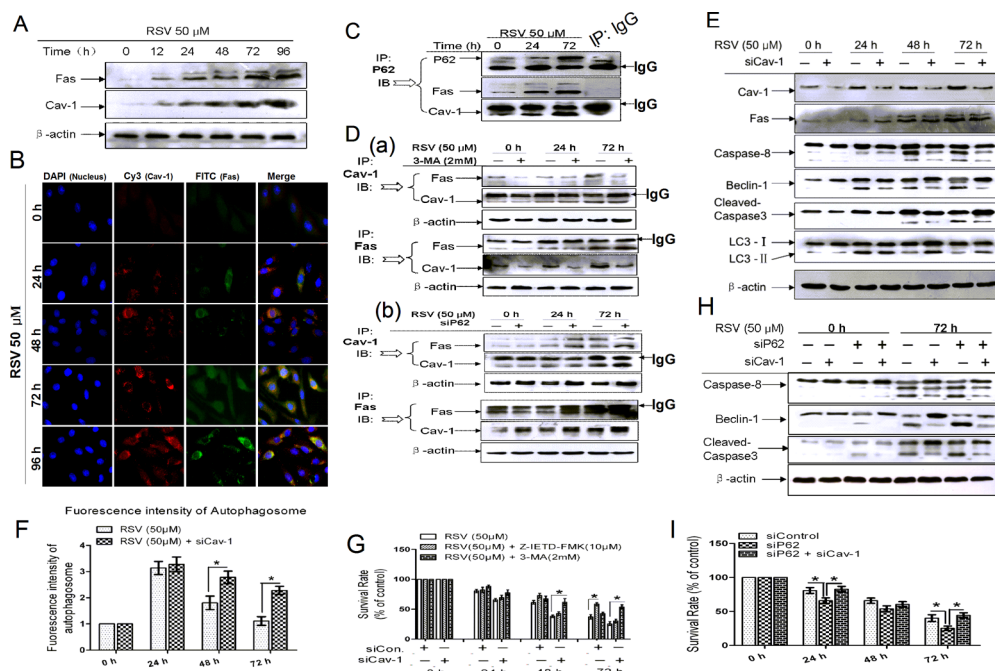 A
RSV 50 μM
Time (h) 0 12 24 48 72 96
Fas
Cav-1
β-actin
B
DAPI (Nucleus) Cy3 (Cav-1) FITC (Fas) Merge
RSV 50 μM
0 h
24 h
48 h
72 h
96 h
C
RSV 50 μM
Time (h) 0 24 72 IP: IgG
IP:
P62
IB
P62
IgG
Fas
Cav-1
IgG
D (a)
RSV (50 μM) 0 h 24 h 72 h
IP: 3-MA (2mM) — + — + — +
Cav-1
IB:
Fas
Cav-1
IgG
β-actin
IP:
Fas
IB:
Fas
IgG
Cav-1
β-actin
(b)
RSV (50 μM) 0 h 24 h 72 h
siP62 — + — + — +
IP:
Cav-1
IB:
Fas
Cav-1
IgG
β-actin
IP:
Fas
IB:
Fas
IgG
Cav-1
β-actin
E
RSV (50 μM) 0 h 24 h 48 h 72 h
siCav-1 — + — + — + — +
Cav-1
Fas
Caspase-8
Beclin-1
Cleaved-
Caspase3
LC3 - I
LC3 - II
β-actin
H
RSV (50 μM) 0 h 72 h
siP62 — — + + — — + +
siCav-1 — + — + — + — +
Caspase-8
Beclin-1
Cleaved-
Caspase3
β-actin
F
Fuorescence intensity of Autophagosome
RSV (50μM)
RSV (50μM) + siCav-1
Fuorescence intensity of
autophagosome
5
4
3
2
1
0
* *
0 h 24 h 48 h 72 h
G
RSV (50μM)
RSV(50μM) + Z-IETD-FMK(10μM)
RSV(50μM) + 3-MA(2mM)
Survival Rate
(% of control)
* * *
siCon. + — + — + — + —
siCav-1 — + — + — + — +
I
siControl
siP62
siP62 + siCav-1
Survival Rate (% of control)
* * * *
0 h 24 h 48 h 72 h